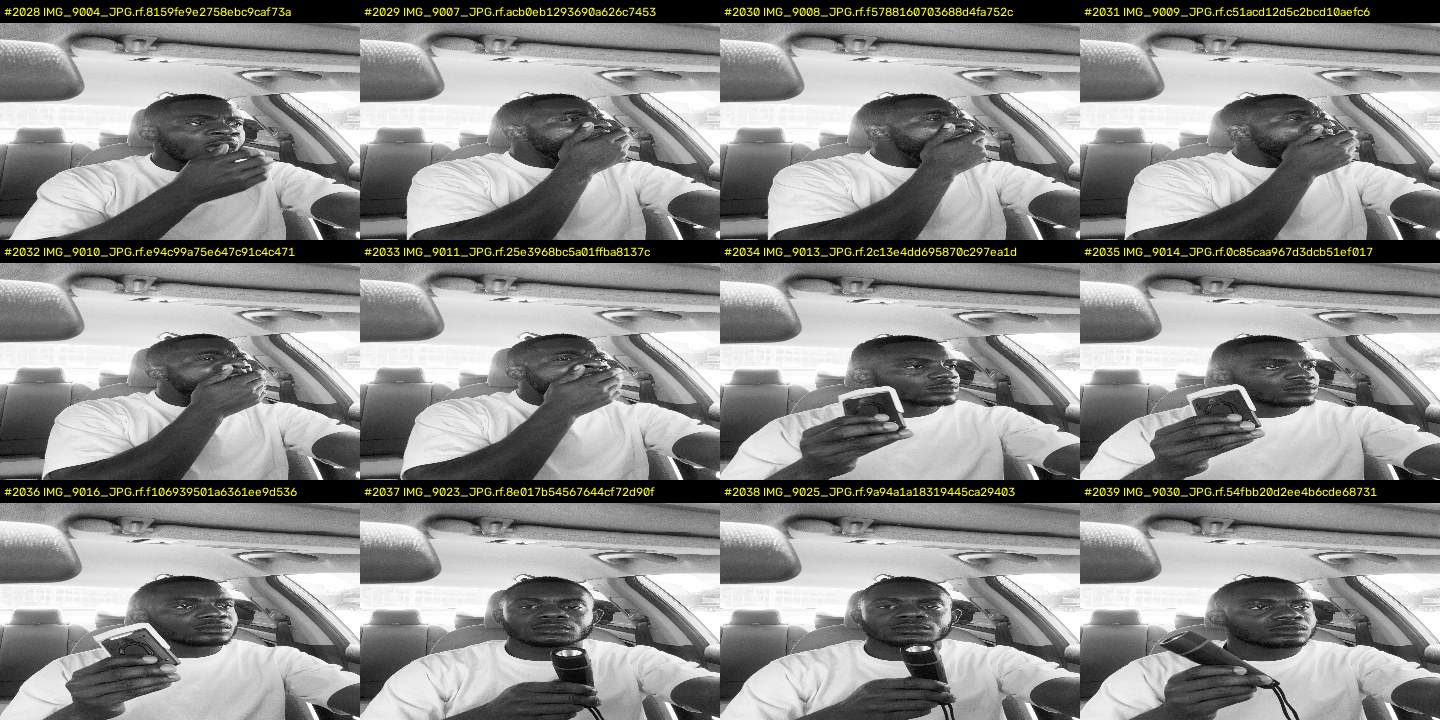 #2028 IMG_9004_JPG.rf.8159fe9e2758ebc9caf73a
#2029 IMG_9007_JPG.rf.acb0eb1293690a626c7453
#2030 IMG_9008_JPG.rf.f5788160703688d4fa752c
#2031 IMG_9009_JPG.rf.c51acd12d5c2bcd10aefc6
#2032 IMG_9010_JPG.rf.e94c99a75e647c91c4c471
#2033 IMG_9011_JPG.rf.25e3968bc5a01ffba8137c
#2034 IMG_9013_JPG.rf.2c13e4dd695870c297ea1d
#2035 IMG_9014_JPG.rf.0c85caa967d3dcb51ef017
#2036 IMG_9016_JPG.rf.f106939501a6361ee9d536
#2037 IMG_9023_JPG.rf.8e017b54567644cf72d90f
#2038 IMG_9025_JPG.rf.9a94a1a18319445ca29403
#2039 IMG_9030_JPG.rf.54fbb20d2ee4b6cde68731